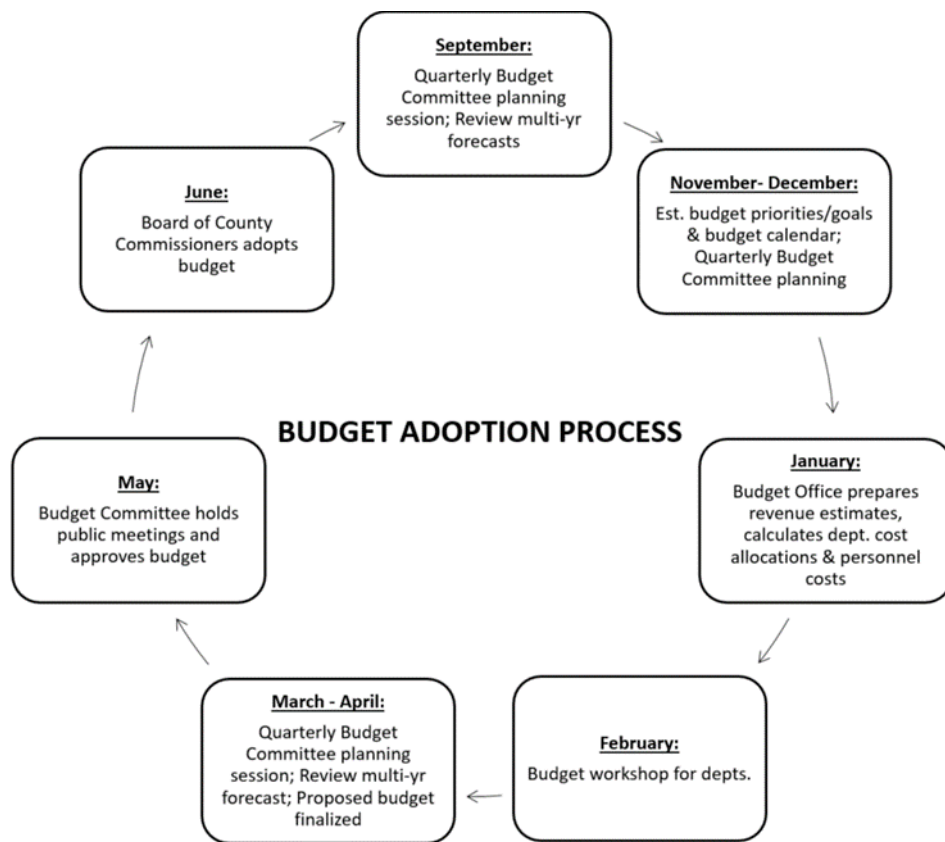 September:
Quarterly Budget
Committee planning
session; Review multi-yr
forecasts
November- December:
Est. budget priorities/goals
& budget calendar;
Quarterly Budget
Committee planning
January:
Budget Office prepares
revenue estimates,
calculates dept. cost
allocations & personnel
costs
February:
Budget workshop for depts.
March - April:
Quarterly Budget
Committee planning
session; Review multi-yr
forecast; Proposed budget
finalized
May:
Budget Committee holds
public meetings and
approves budget
June:
Board of County
Commissioners adopts
budget
BUDGET ADOPTION PROCESS